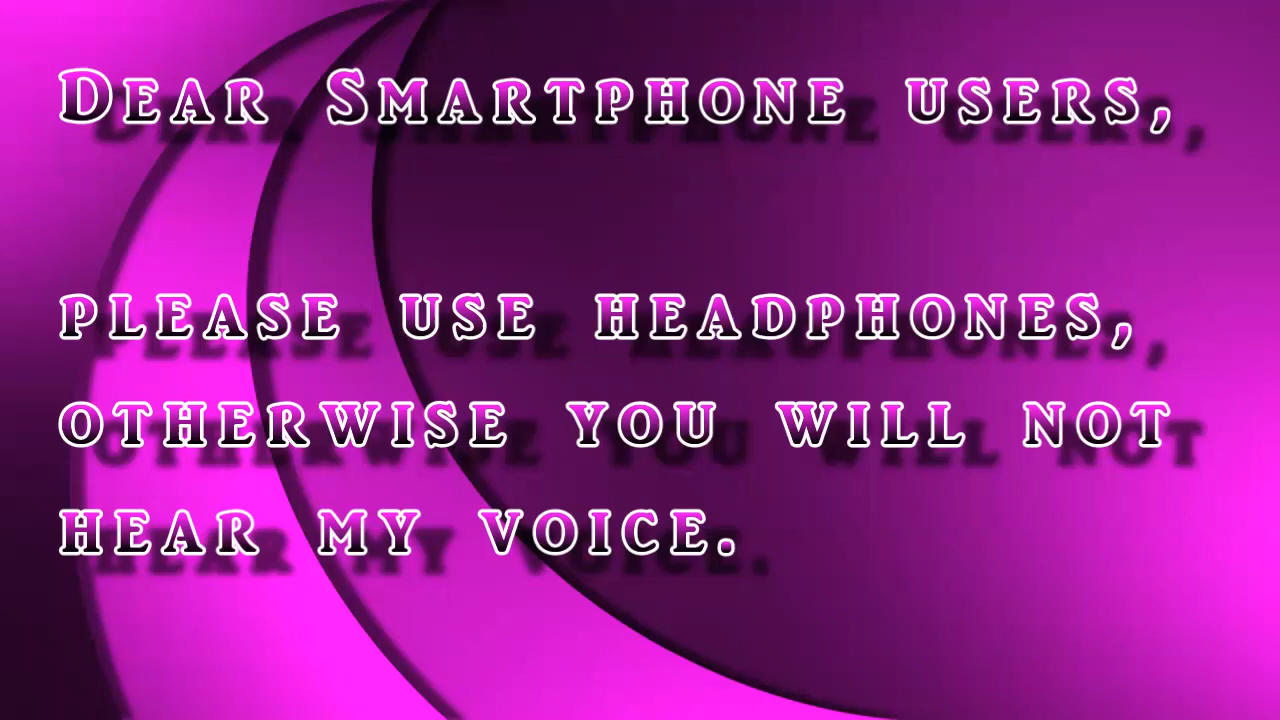 Dear Smartphone users,
please use headphones,
otherwise you will not
hear my voice.